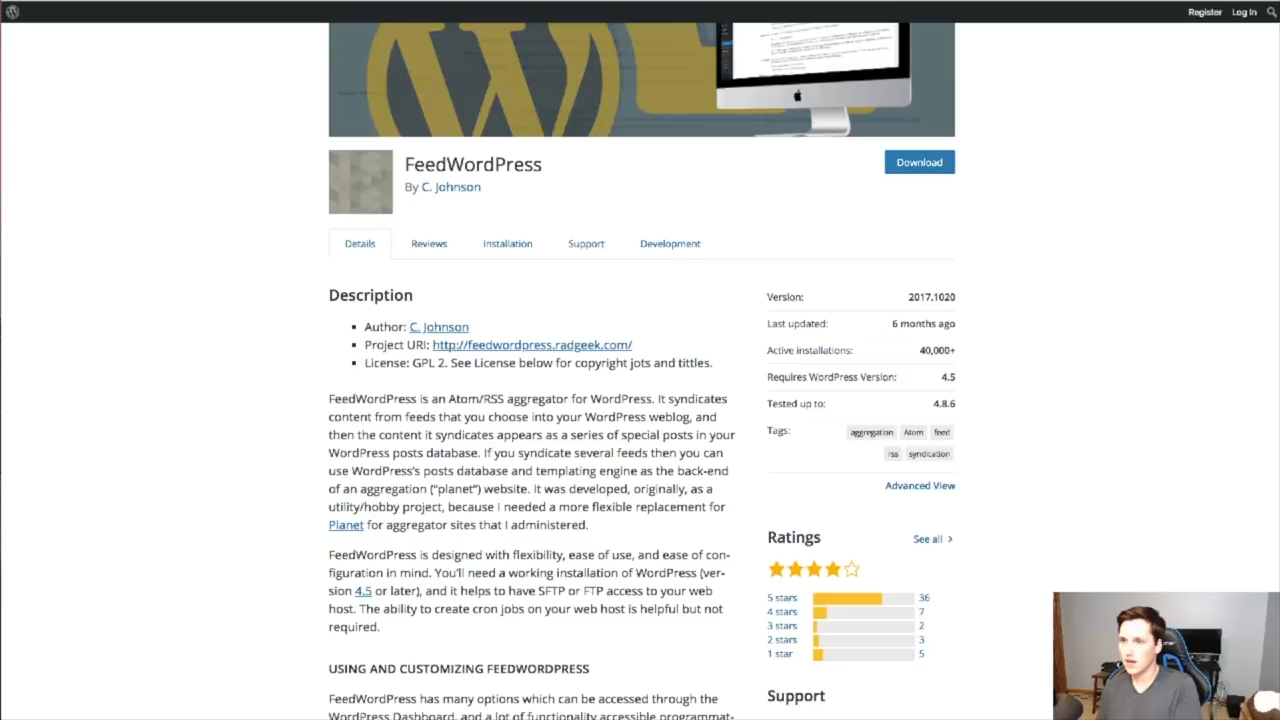 Register
Log In
FeedWordPress
By C. Johnson
Download
Details
Reviews
Installation
Support
Development
Description
Author: C. Johnson
Project URI: http://feedwordpress.radgeek.com/
License: GPL 2. See License below for copyright jots and tittles.
FeedWordPress is an Atom/RSS aggregator for WordPress. It syndicates
content from feeds that you choose into your WordPress weblog, and
then the content it syndicates appears as a series of special posts in your
WordPress posts database. If you syndicate several feeds then you can
use WordPress's posts database and templating engine as the back-end
of an aggregation ("planet") website. It was developed, originally, as a
utility/hobby project, because I needed a more flexible replacement for
Planet for aggregator sites that I administered.
FeedWordPress is designed with flexibility, ease of use, and ease of con-
figuration in mind. You'll need a working installation of WordPress (ver-
sion 4.5 or later), and it helps to have SFTP or FTP access to your web
host. The ability to create cron jobs on your web host is helpful but not
required.
USING AND CUSTOMIZING FEEDWORDPRESS
FeedWordPress has many options which can be accessed through the
WordPress Dashboard, and a lot of functionality accessible programmat-
Version: 2017.1020
Last updated: 6 months ago
Active installations: 40,000+
Requires WordPress Version: 4.5
Tested up to: 4.8.6
Tags: aggregation Atom feed
rss syndication
Advanced View
Ratings
See all
5 stars 36
4 stars 7
3 stars 2
2 stars 3
1 star 5
Support